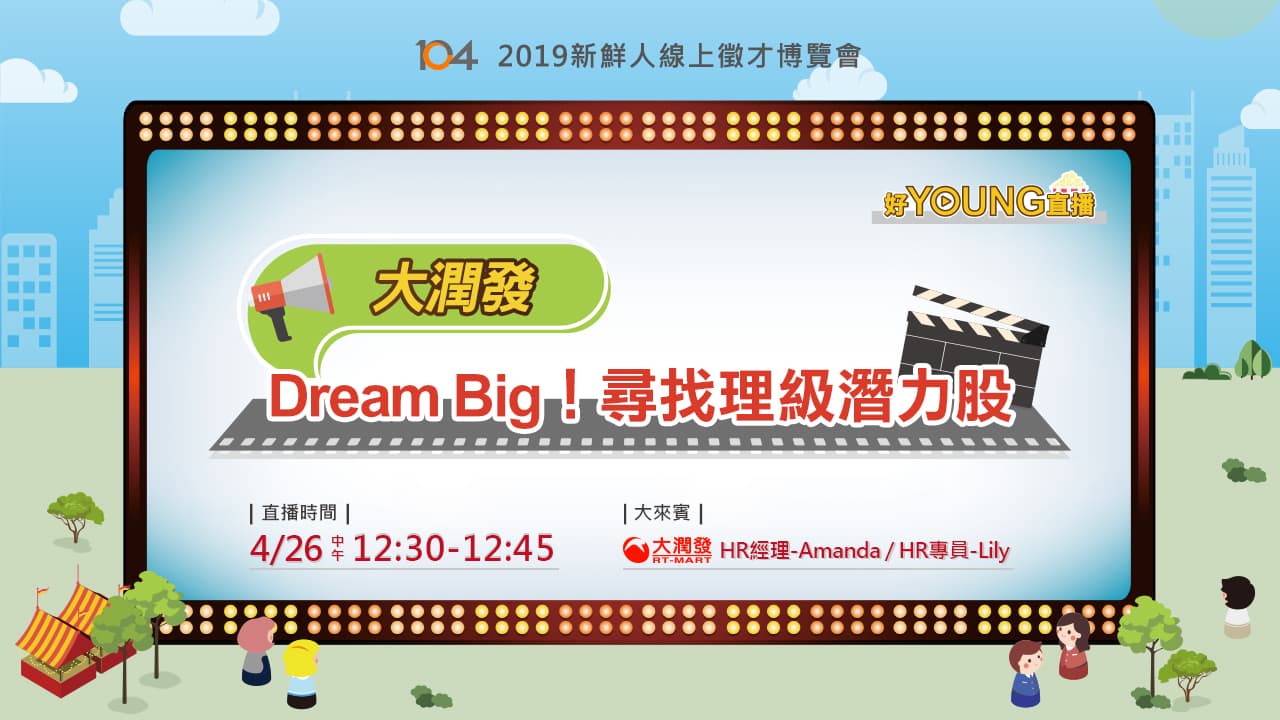 104 2019新鮮人線上徵才博覽會
好YOUNG直播
大潤發
Dream Big！尋找理級潛力股
| 直播時間 |
4/26 中午 12:30-12:45
| 大來賓 |
大潤發 RT-MART HR經理-Amanda / HR專員-Lily